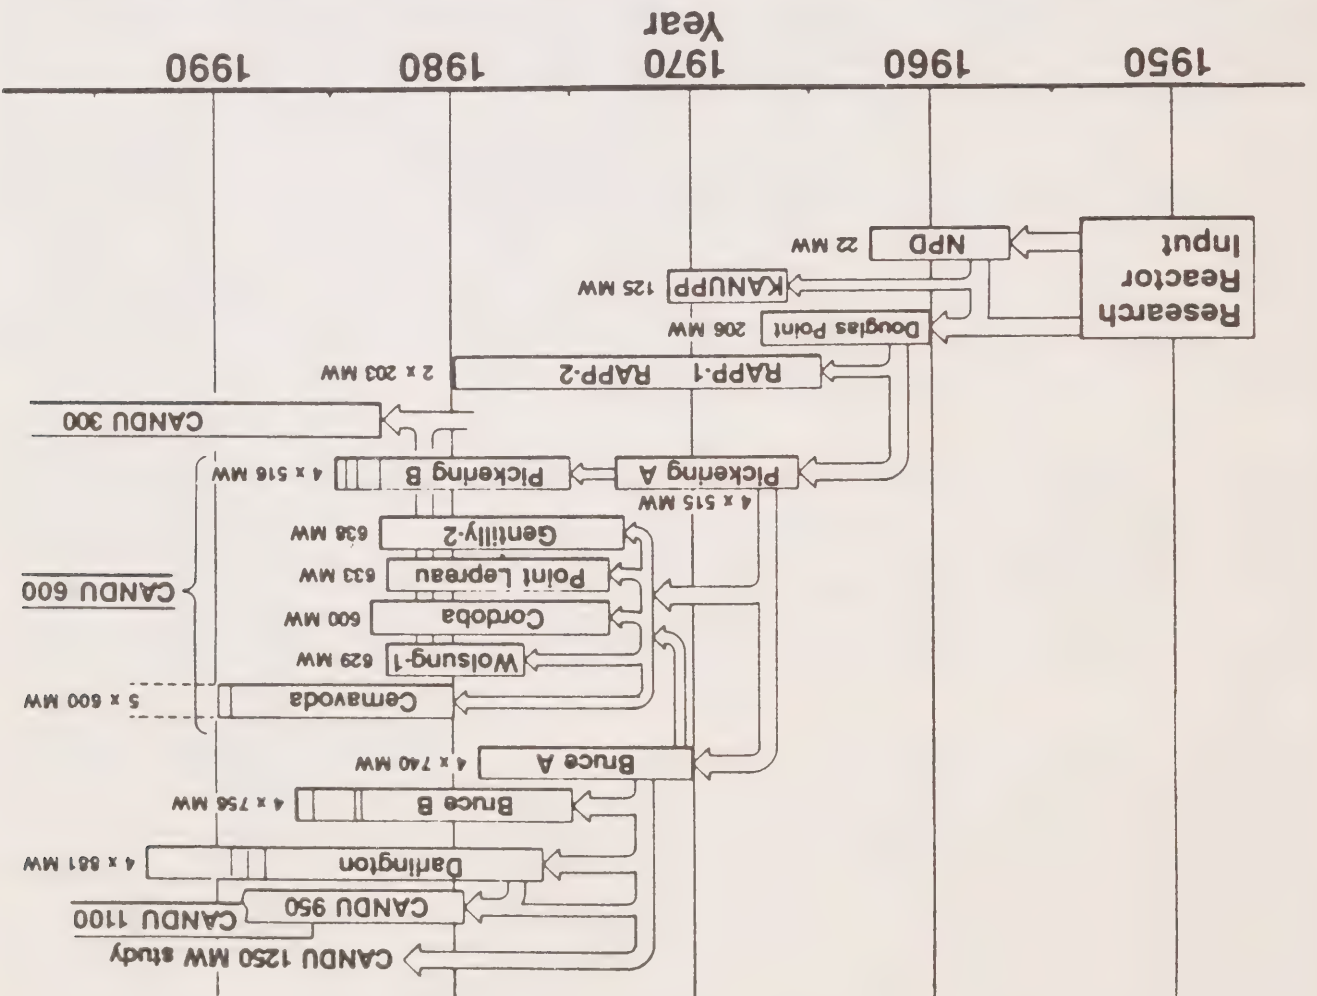 CANDU 1250 MW study
CANDU 1100
CANDU 950
Darlington
4 x 881 MW
Bruce B
4 x 756 MW
Bruce A
4 x 740 MW
Cernavoda
5 x 600 MW
Wolsung-1
629 MW
Cordoba
600 MW
CANDU 600
Point Lepreau
633 MW
Gentilly-2
638 MW
4 x 515 MW
Pickering A
Pickering B
4 x 516 MW
CANDU 300
RAPP-1 RAPP-2
2 x 203 MW
Research
Reactor
Input
Douglas Point
206 MW
KANUPP
125 MW
NPD
22 MW
1950 1960 1970 1980 1990
Year